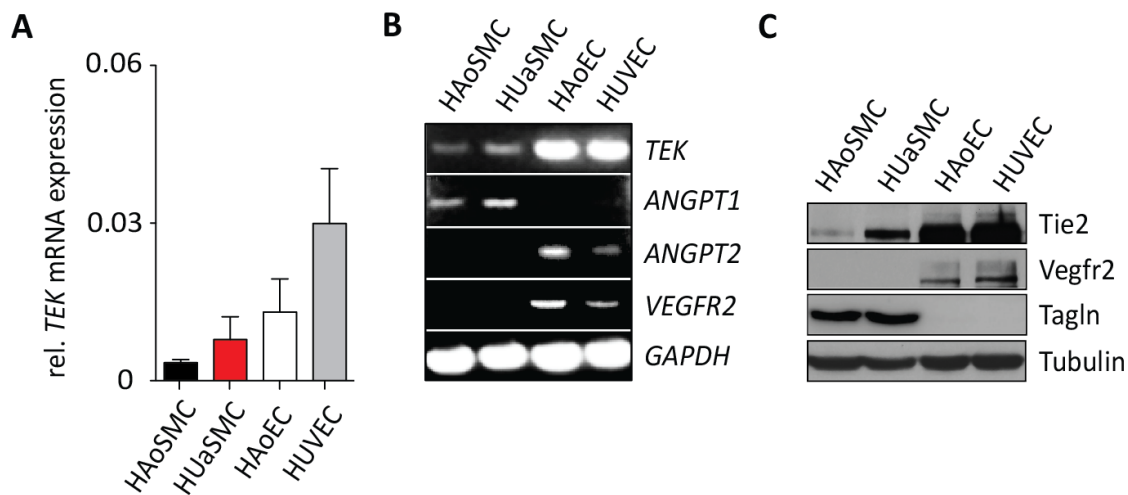 A
rel. TEK mRNA expression
0.06
0.03
0
HAoSMC
HUaSMC
HAoEC
HUVEC
B
HAoSMC
HUaSMC
HAoEC
HUVEC
TEK
ANGPT1
ANGPT2
VEGFR2
GAPDH
C
HAoSMC
HUaSMC
HAoEC
HUVEC
Tie2
Vegfr2
Tagln
Tubulin